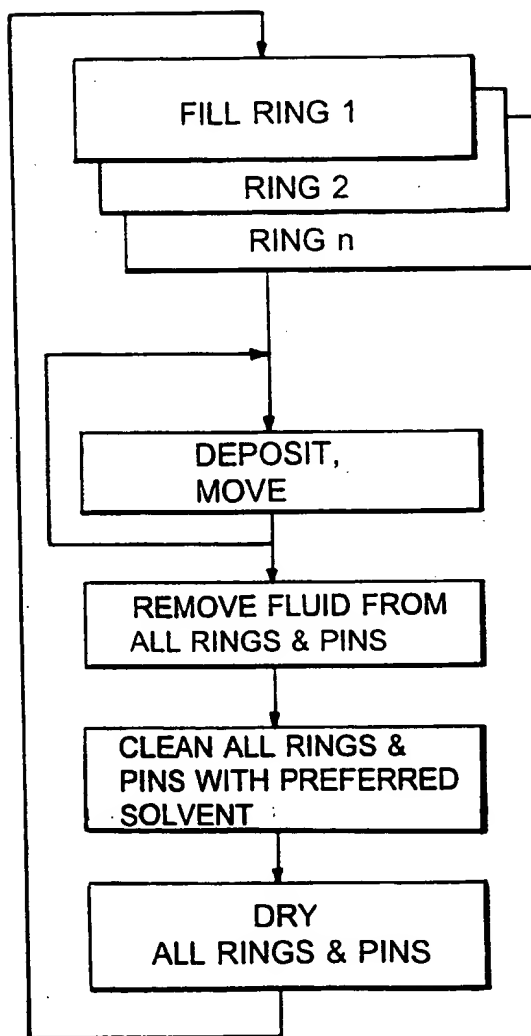 FILL RING 1
RING 2
RING n
DEPOSIT,
MOVE
REMOVE FLUID FROM
ALL RINGS & PINS
CLEAN ALL RINGS &
PINS WITH PREFERRED
SOLVENT
DRY
ALL RINGS & PINS